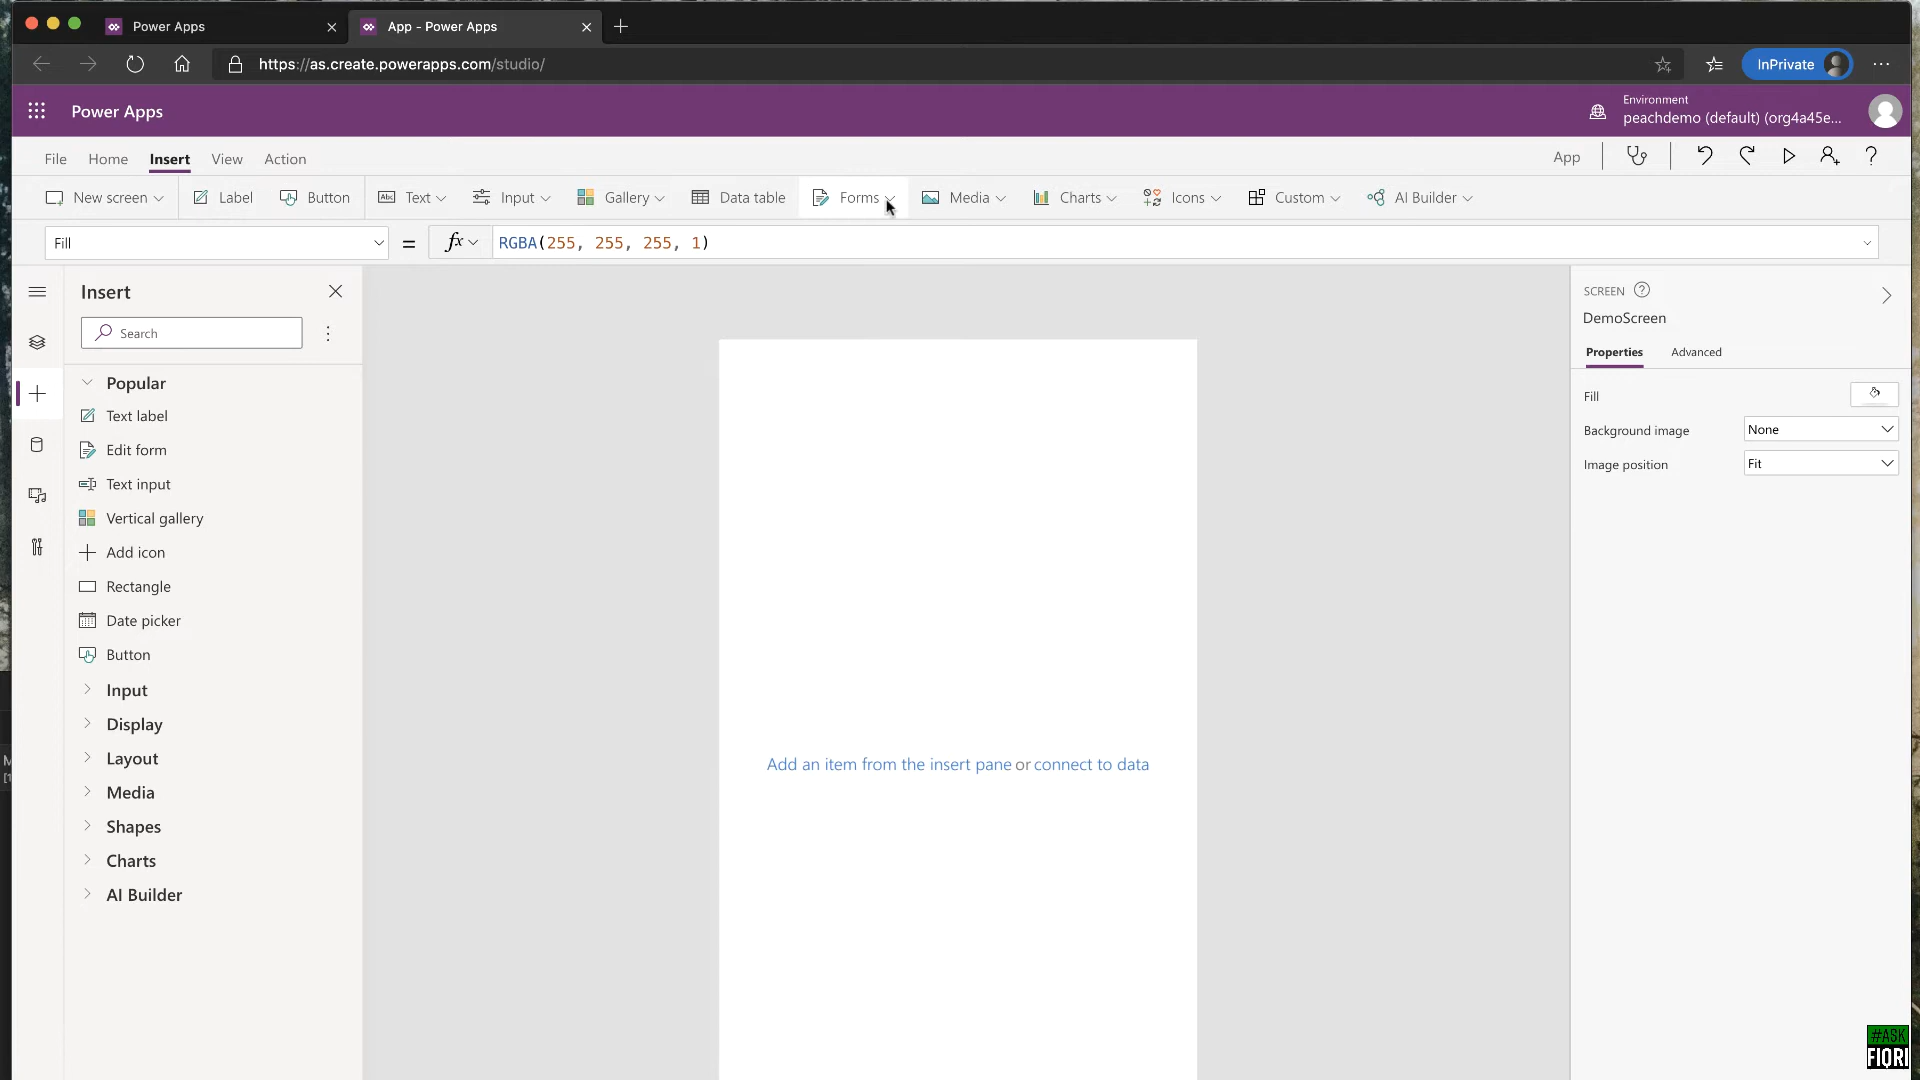 Power Apps
App - Power Apps
https://as.create.powerapps.com/studio/
InPrivate
Power Apps
Environment
peachdemo (default) (org4a45e...
File Home Insert View Action
App
New screen Label Button Text Input Gallery Data table Forms Media Charts Icons Custom AI Builder
Fill = fx RGBA(255, 255, 255, 1)
Insert
Search
Popular
Text label
Edit form
Text input
Vertical gallery
Add icon
Rectangle
Date picker
Button
Input
Display
Layout
Media
Shapes
Charts
AI Builder
Add an item from the insert pane or connect to data
SCREEN
DemoScreen
Properties Advanced
Fill
Background image None
Image position Fit
#ASK
FIQRI